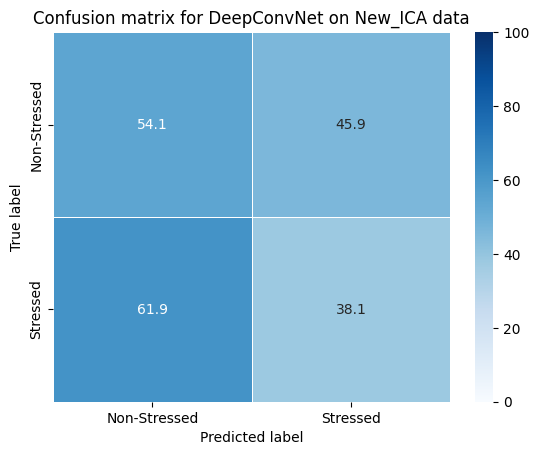 Confusion matrix for DeepConvNet on New_ICA data
True label
Non-Stressed
Stressed
54.1
45.9
61.9
38.1
Non-Stressed
Stressed
Predicted label
100
80
60
40
20
0